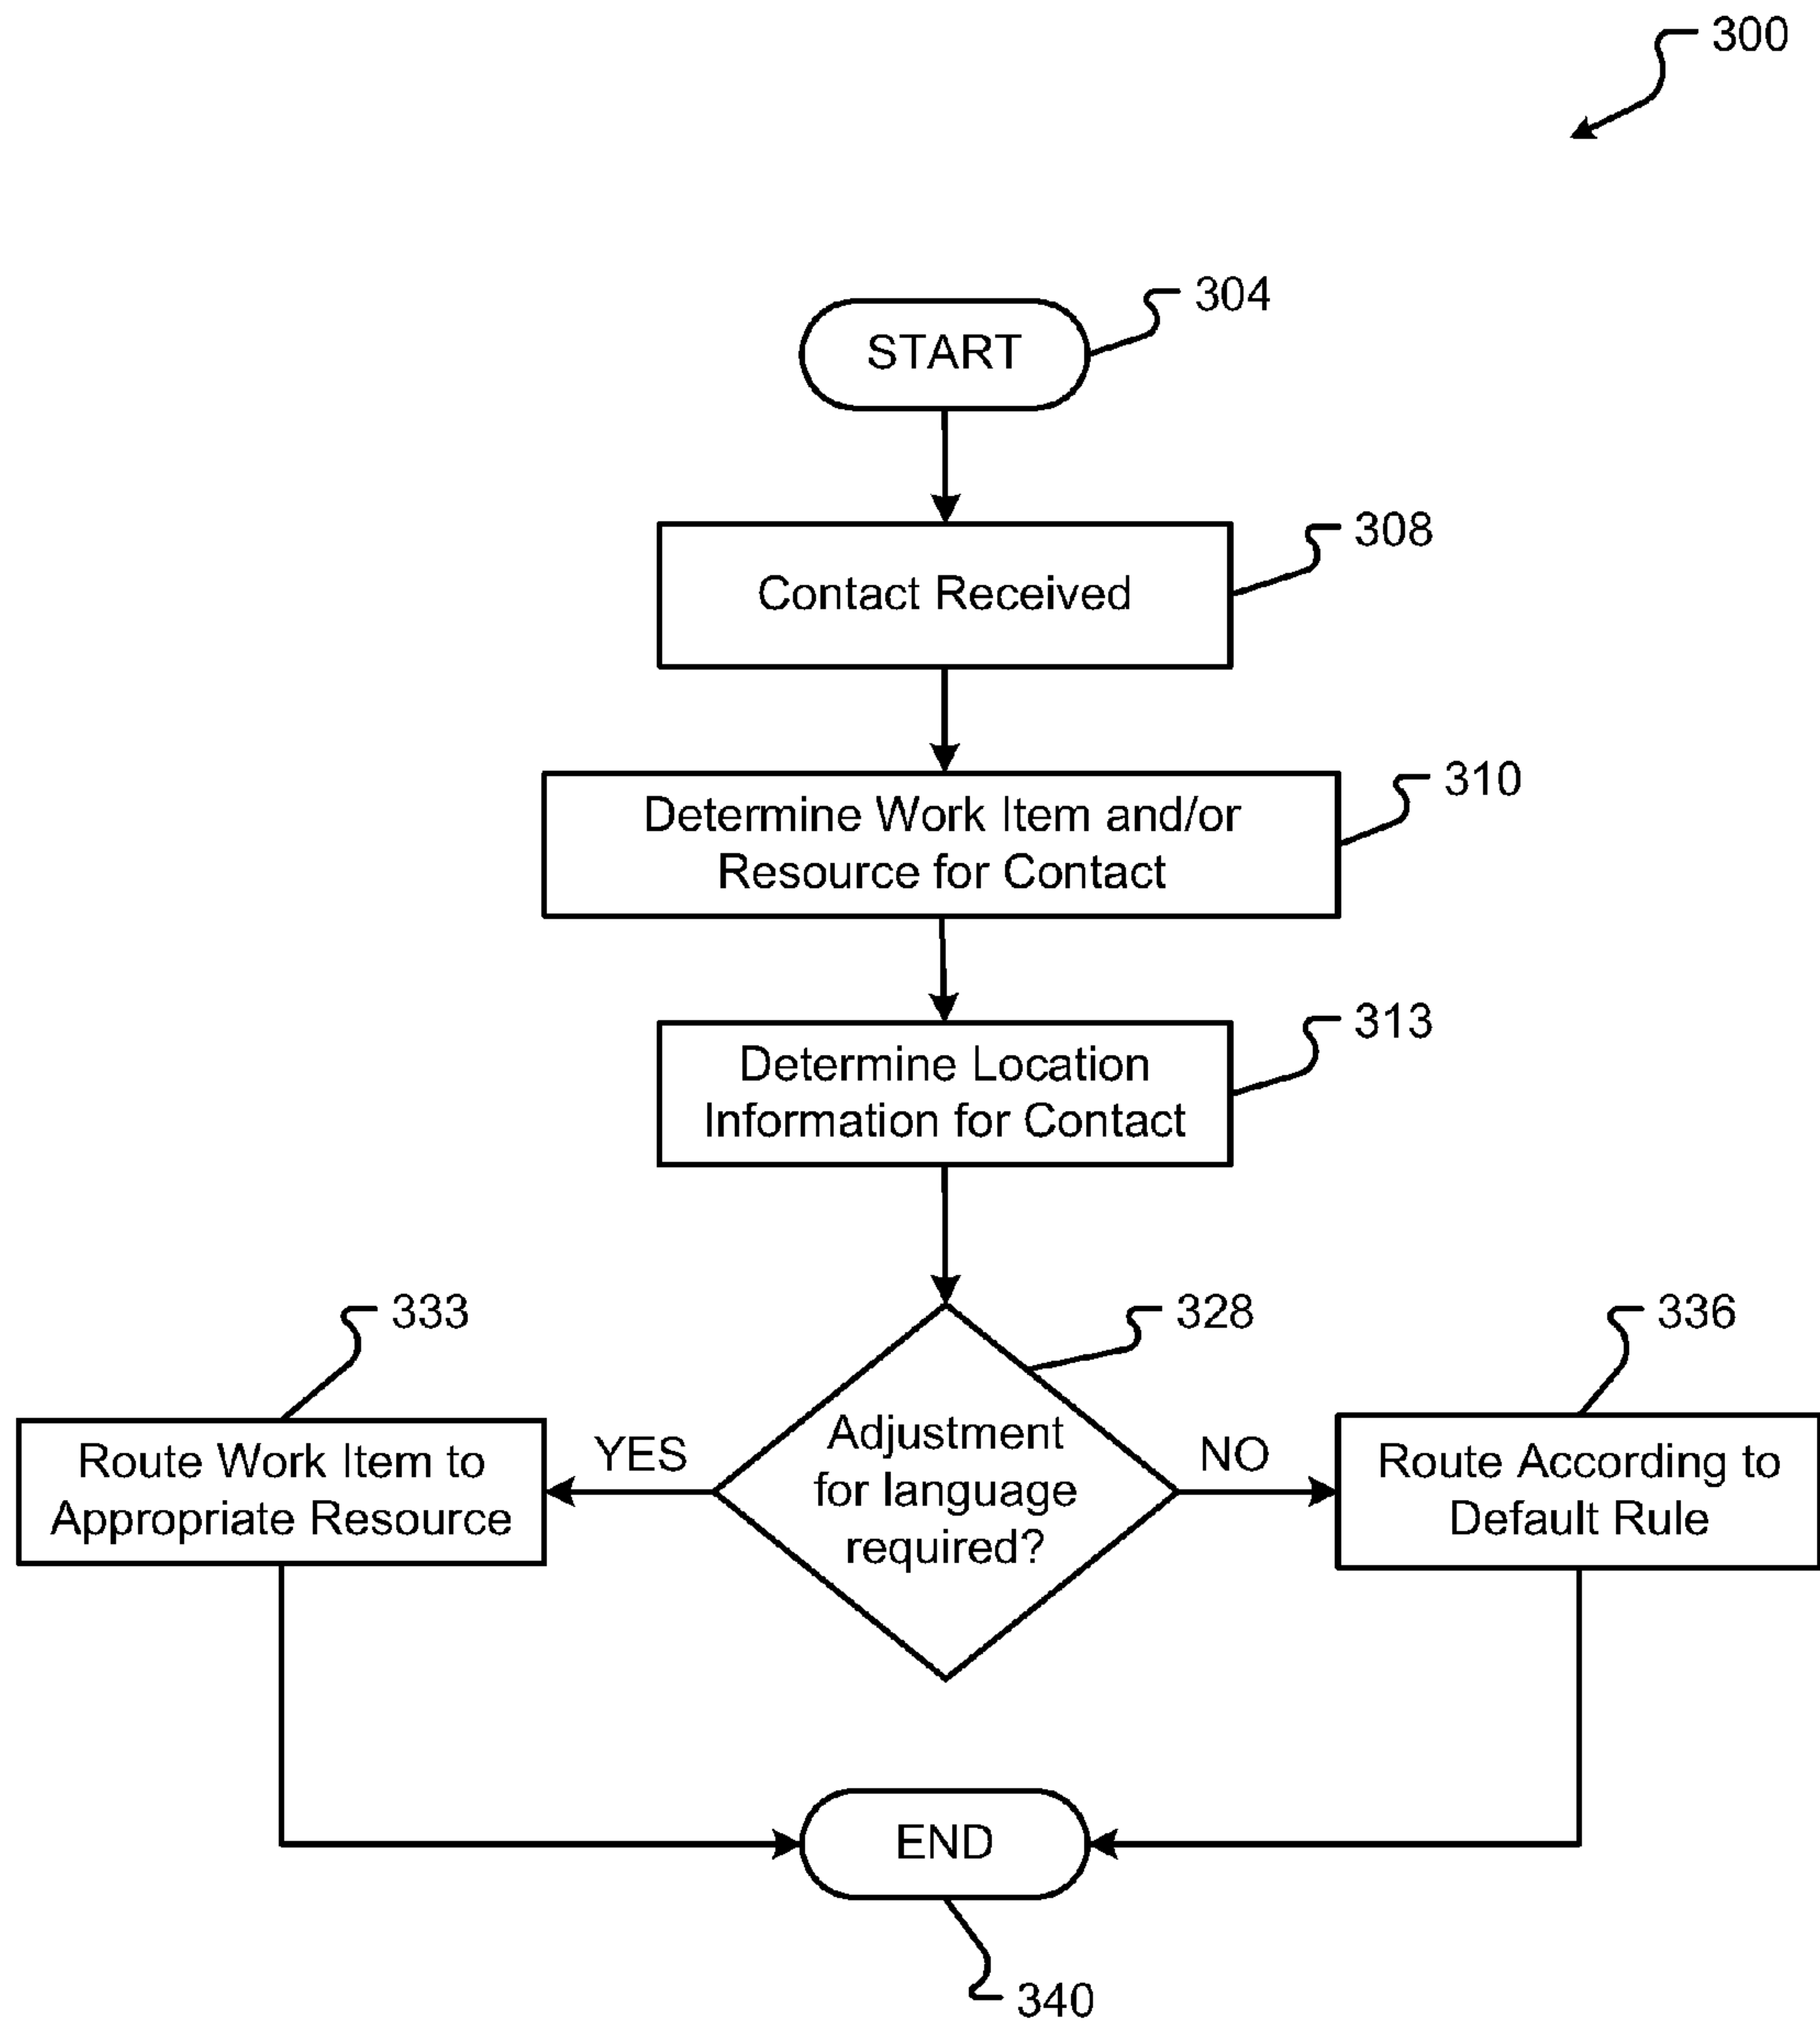 300
304
START
308
Contact Received
310
Determine Work Item and/or
Resource for Contact
313
Determine Location
Information for Contact
333
328
336
Route Work Item to
Appropriate Resource
YES
Adjustment
for language
required?
NO
Route According to
Default Rule
END
340